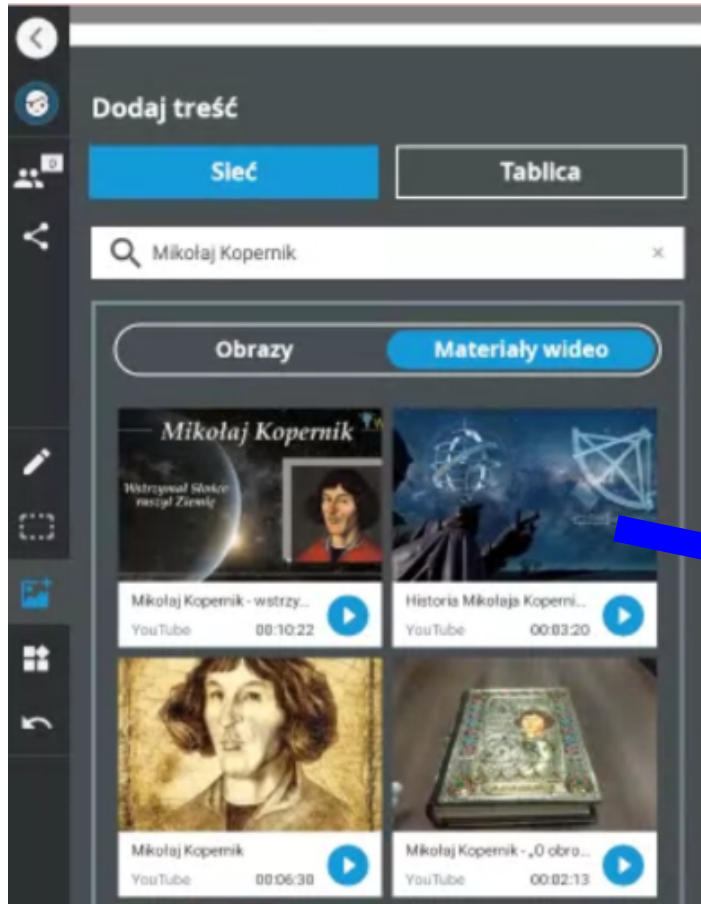 Dodaj treść
Sieć
Tablica
Mikołaj Kopernik
×
Obrazy
Materiały wideo
Mikołaj Kopernik
Wstrzymał Słońce
ruszył Ziemię
Mikołaj Kopernik - wstrzy...
YouTube 00:10:22
Historia Mikołaja Koperni...
YouTube 00:03:20
Mikołaj Kopernik
YouTube 00:06:30
Mikołaj Kopernik - „O obro...
YouTube 00:02:13